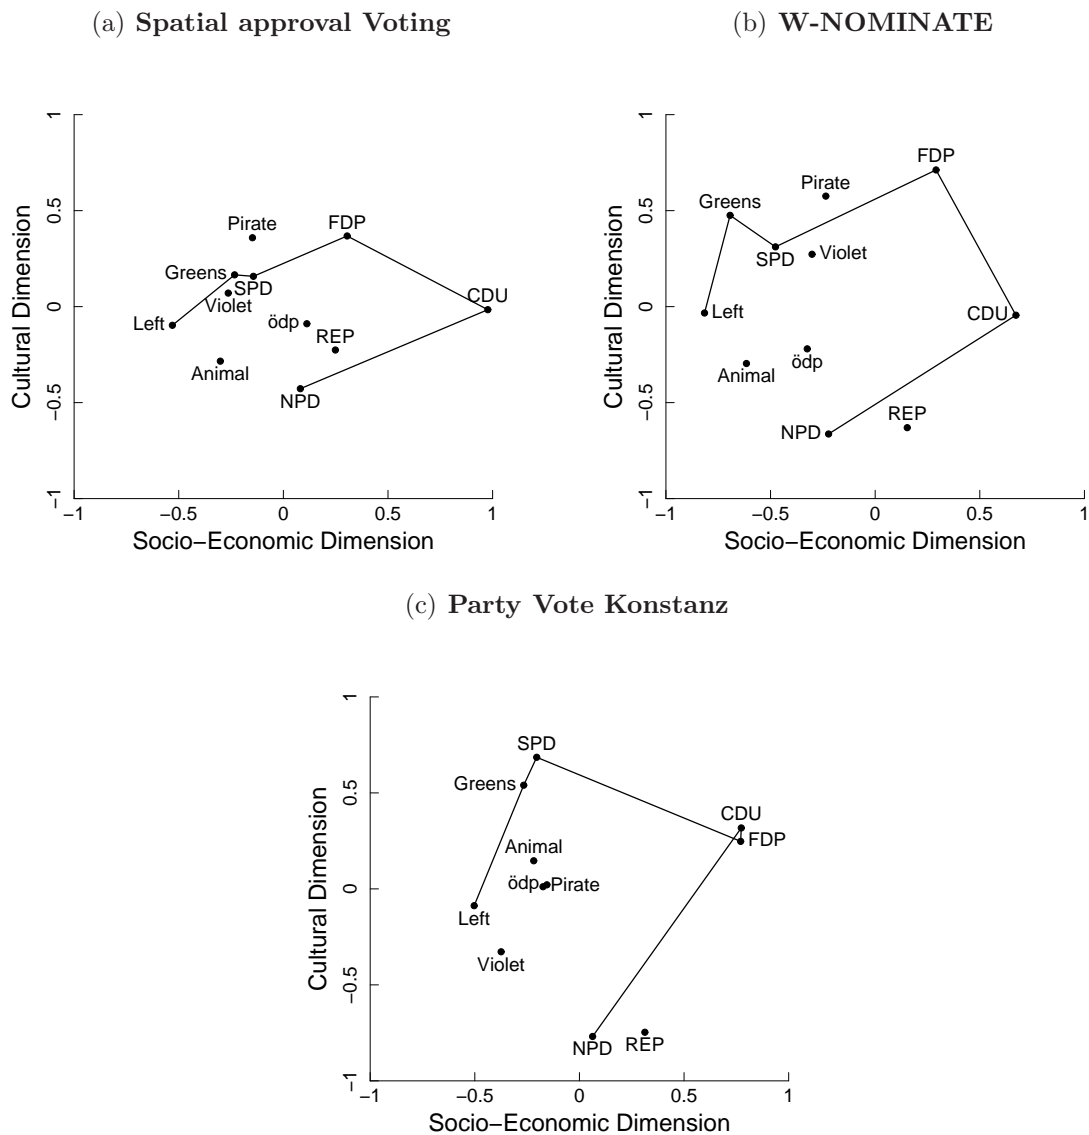 (a) Spatial approval Voting
Cultural Dimension
1
0.5
0
−0.5
−1
Pirate
FDP
Greens
SPD
Violet
CDU
Left
ödp
REP
Animal
NPD
−1 −0.5 0 0.5 1
Socio−Economic Dimension
(b) W-NOMINATE
Cultural Dimension
1
0.5
0
−0.5
−1
FDP
Pirate
Greens
SPD
Violet
Left
CDU
ödp
Animal
REP
NPD
−1 −0.5 0 0.5 1
Socio−Economic Dimension
(c) Party Vote Konstanz
Cultural Dimension
1
0.5
0
−0.5
−1
SPD
Greens
CDU
FDP
Animal
ödp
Pirate
Left
Violet
NPD
REP
−1 −0.5 0 0.5 1
Socio−Economic Dimension